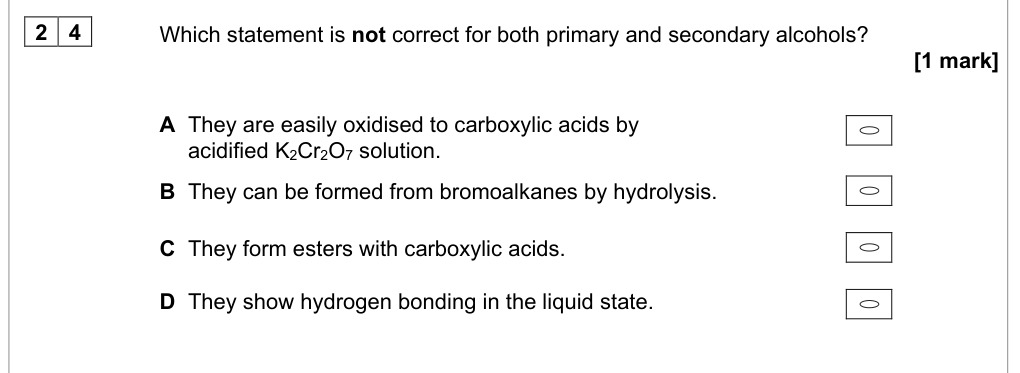 2 4 Which statement is not correct for both primary and secondary alcohols?
[1 mark]
A They are easily oxidised to carboxylic acids by
acidified K₂Cr₂O₇ solution.
B They can be formed from bromoalkanes by hydrolysis.
C They form esters with carboxylic acids.
D They show hydrogen bonding in the liquid state.